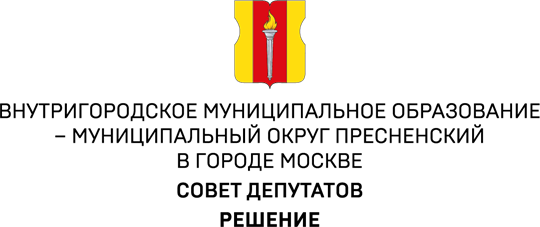 ВНУТРИГОРОДСКОЕ МУНИЦИПАЛЬНОЕ ОБРАЗОВАНИЕ
– МУНИЦИПАЛЬНЫЙ ОКРУГ ПРЕСНЕНСКИЙ
В ГОРОДЕ МОСКВЕ
СОВЕТ ДЕПУТАТОВ
РЕШЕНИЕ